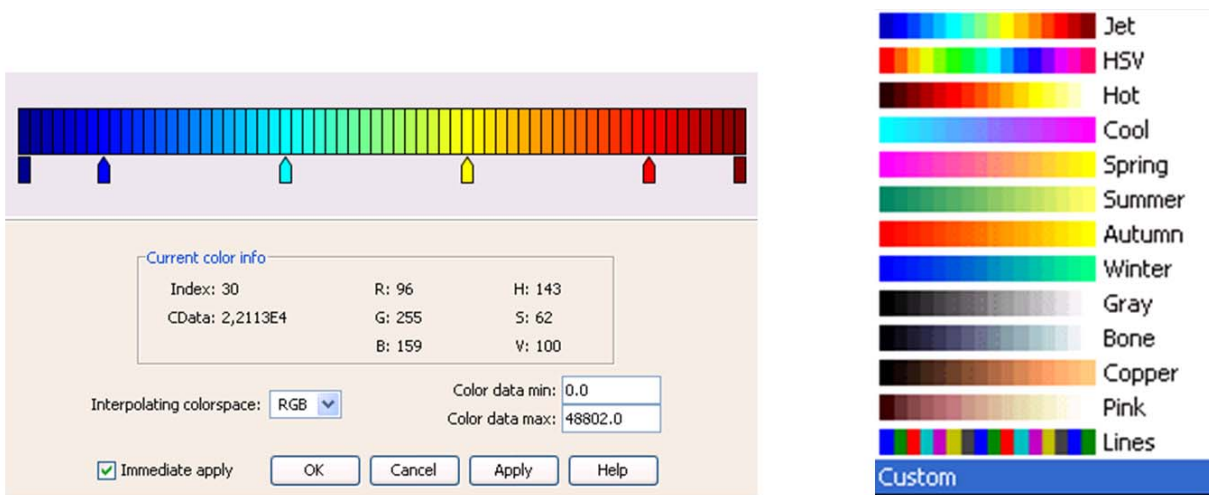 Current color info
Index: 30 R: 96 H: 143
CData: 2,2113E4 G: 255 S: 62
B: 159 V: 100
Interpolating colorspace: RGB
Color data min: 0.0
Color data max: 48802.0
Immediate apply OK Cancel Apply Help
Jet
HSV
Hot
Cool
Spring
Summer
Autumn
Winter
Gray
Bone
Copper
Pink
Lines
Custom